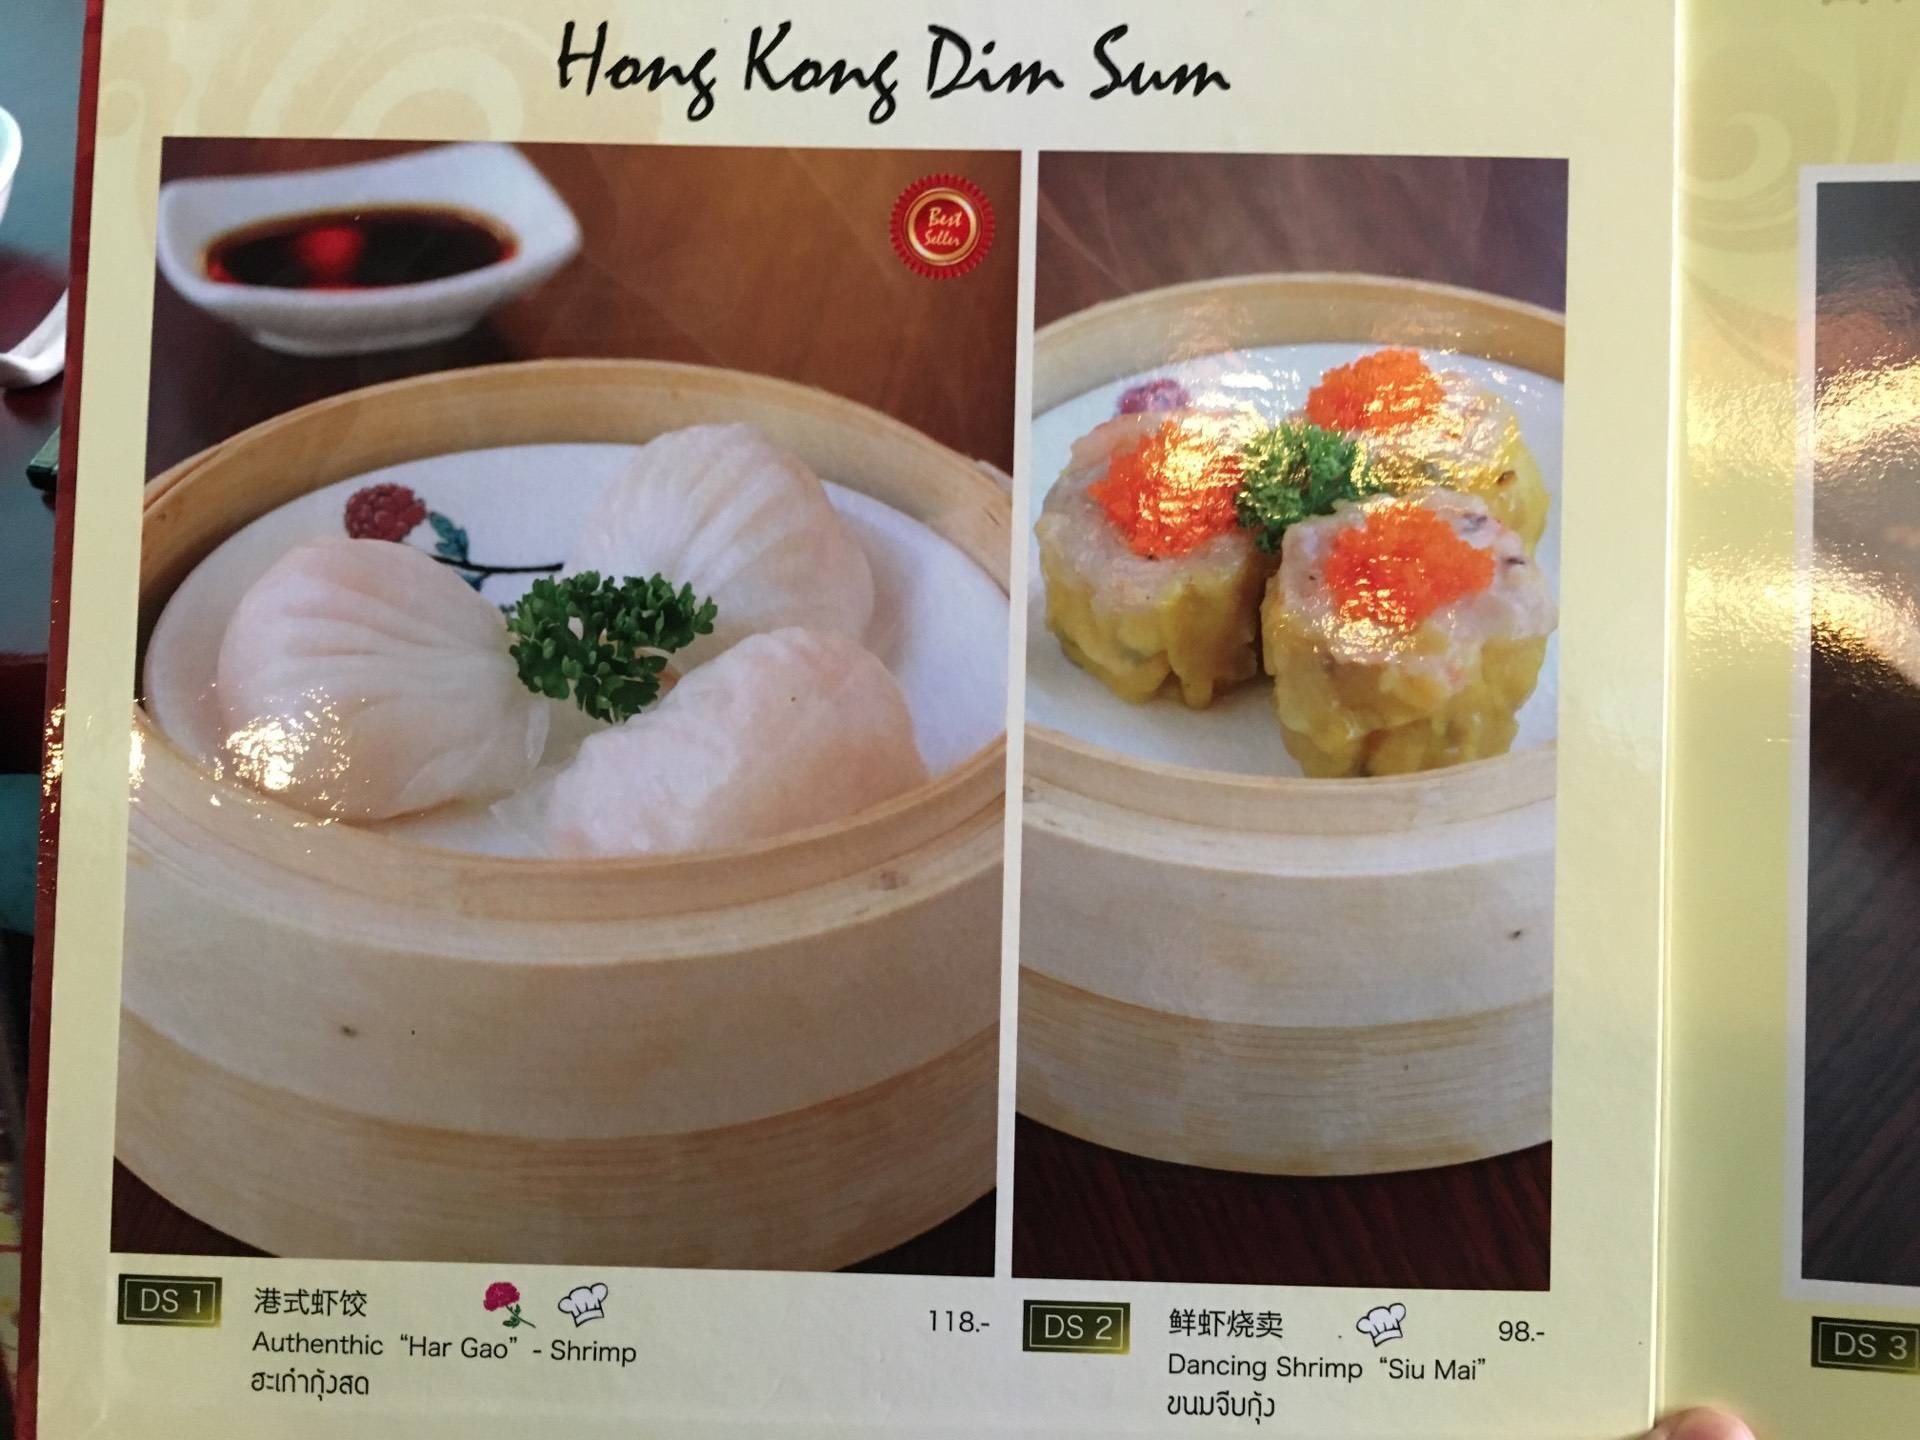 Hong Kong Dim Sum
Best
Seller
DS 1
港式虾饺
Authenthic “Har Gao” - Shrimp
ฮะเก๋ากุ้งสด
118.-
DS 2
鲜虾烧卖
Dancing Shrimp “Siu Mai”
ขนมจีบกุ้ง
98.-
DS 3